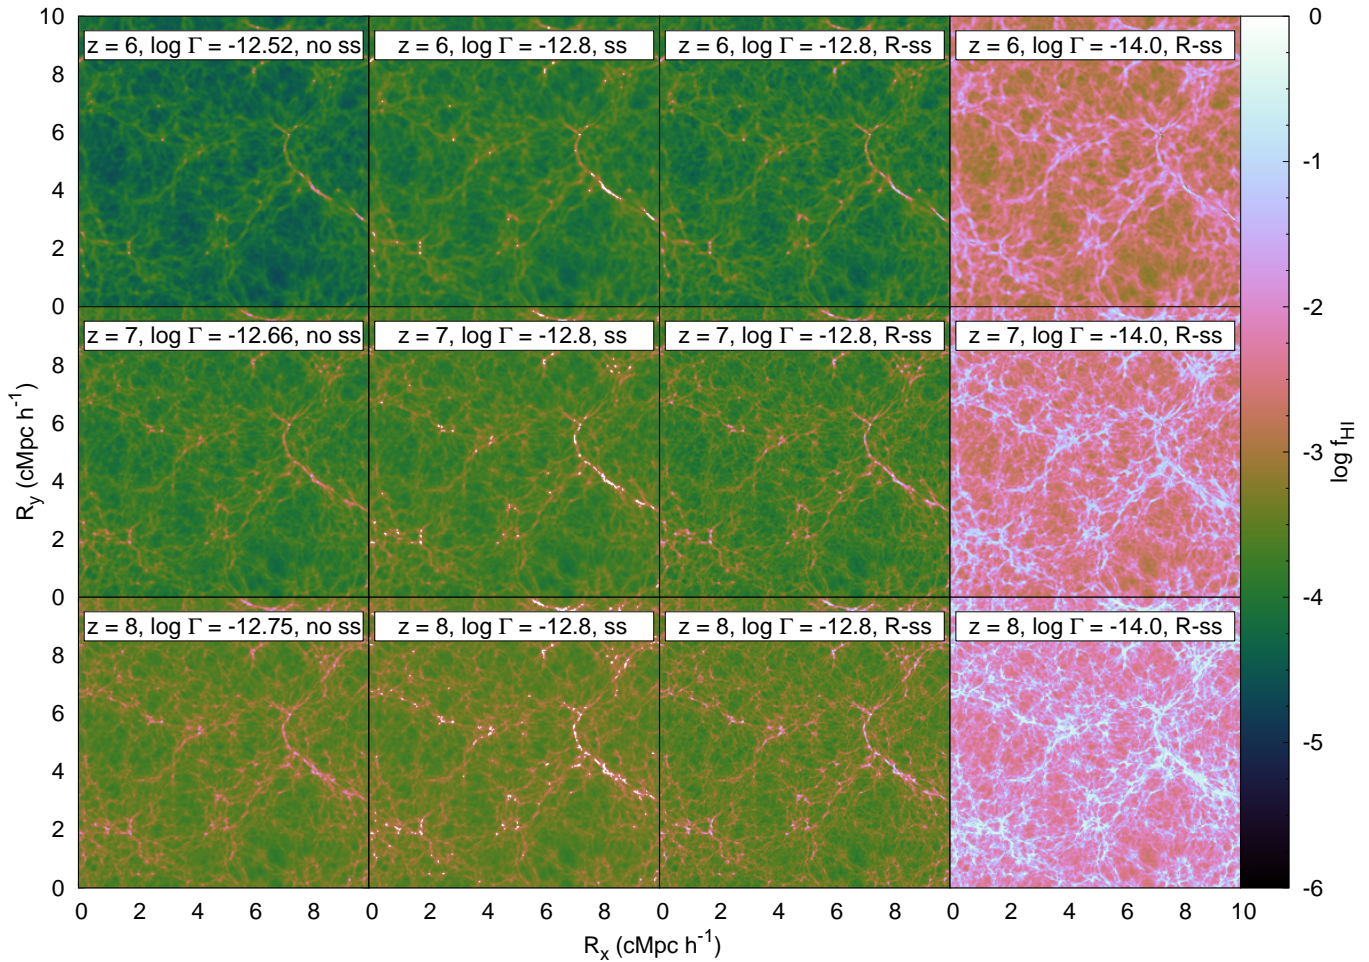 z = 6, log Γ = -12.52, no ss
z = 6, log Γ = -12.8, ss
z = 6, log Γ = -12.8, R-ss
z = 6, log Γ = -14.0, R-ss
10
8
6
4
2
0
z = 7, log Γ = -12.66, no ss
z = 7, log Γ = -12.8, ss
z = 7, log Γ = -12.8, R-ss
z = 7, log Γ = -14.0, R-ss
8
6
4
2
0
R_y (cMpc h^-1)
z = 8, log Γ = -12.75, no ss
z = 8, log Γ = -12.8, ss
z = 8, log Γ = -12.8, R-ss
z = 8, log Γ = -14.0, R-ss
8
6
4
2
0
0 2 4 6 8 0 2 4 6 8 0 2 4 6 8 0 2 4 6 8 10
R_x (cMpc h^-1)
0
-1
-2
-3
-4
-5
-6
log f_HI